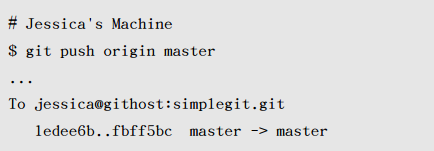 # Jessica's Machine
$ git push origin master
...
To jessica@githost:simplegit.git
1edee6b..fbff5bc master -> master